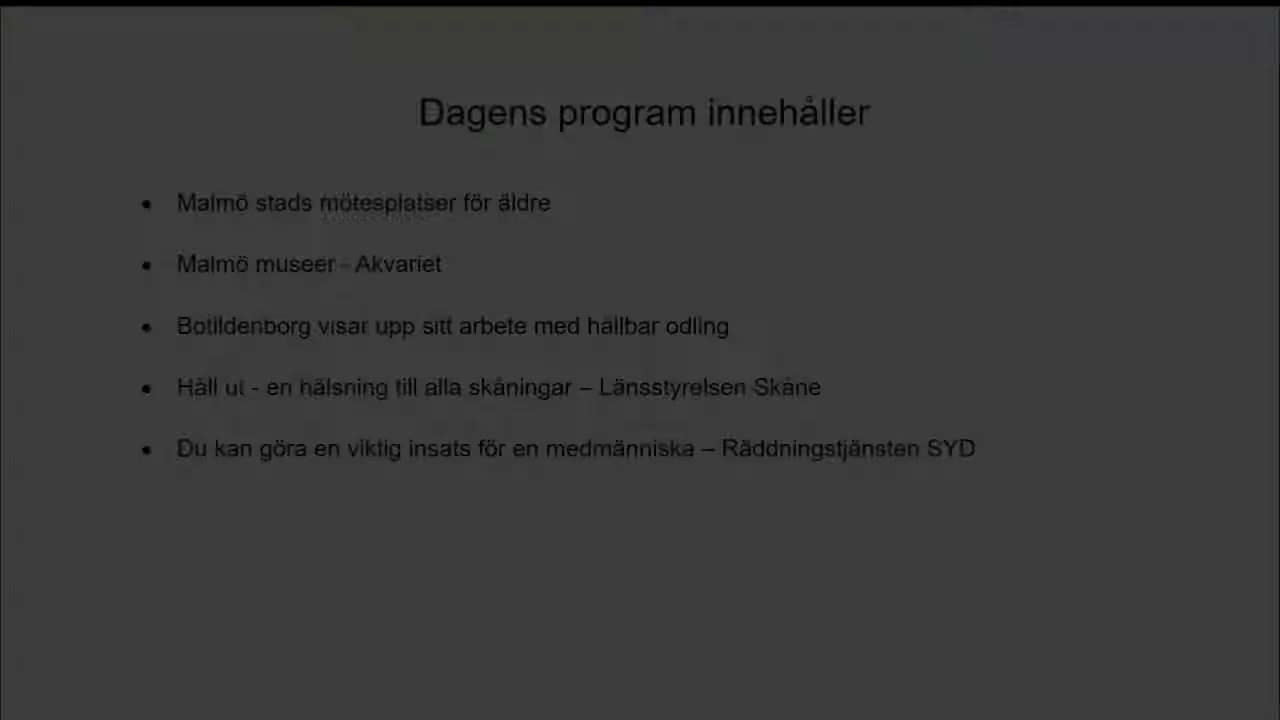 Dagens program innehåller
• Malmö stads mötesplatser för äldre
• Malmö museer - Akvariet
• Botildenborg visar upp sitt arbete med hållbar odling
• Håll ut - en hälsning till alla skåningar – Länsstyrelsen Skåne
• Du kan göra en viktig insats för en medmänniska – Räddningstjänsten SYD